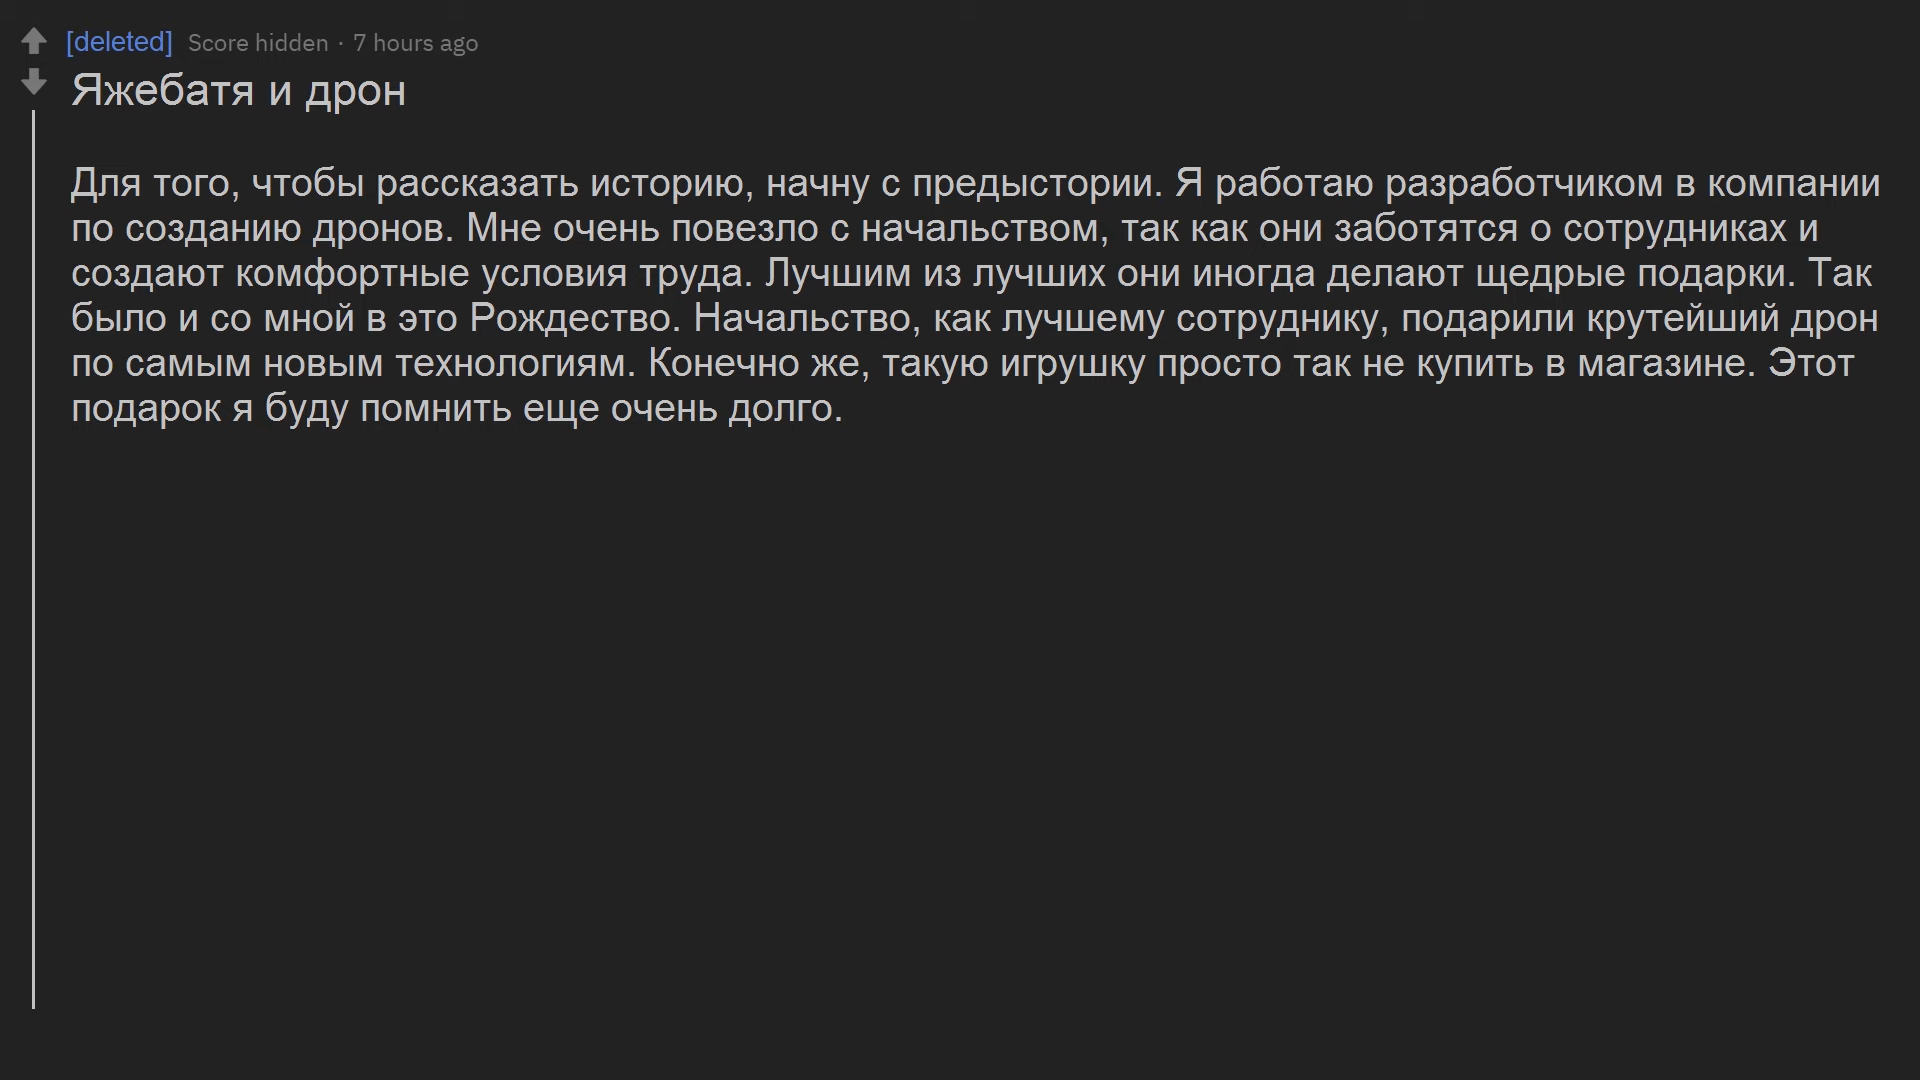 [deleted] Score hidden · 7 hours ago
Яжебатя и дрон
Для того, чтобы рассказать историю, начну с предыстории. Я работаю разработчиком в компании
по созданию дронов. Мне очень повезло с начальством, так как они заботятся о сотрудниках и
создают комфортные условия труда. Лучшим из лучших они иногда делают щедрые подарки. Так
было и со мной в это Рождество. Начальство, как лучшему сотруднику, подарили крутейший дрон
по самым новым технологиям. Конечно же, такую игрушку просто так не купить в магазине. Этот
подарок я буду помнить еще очень долго.